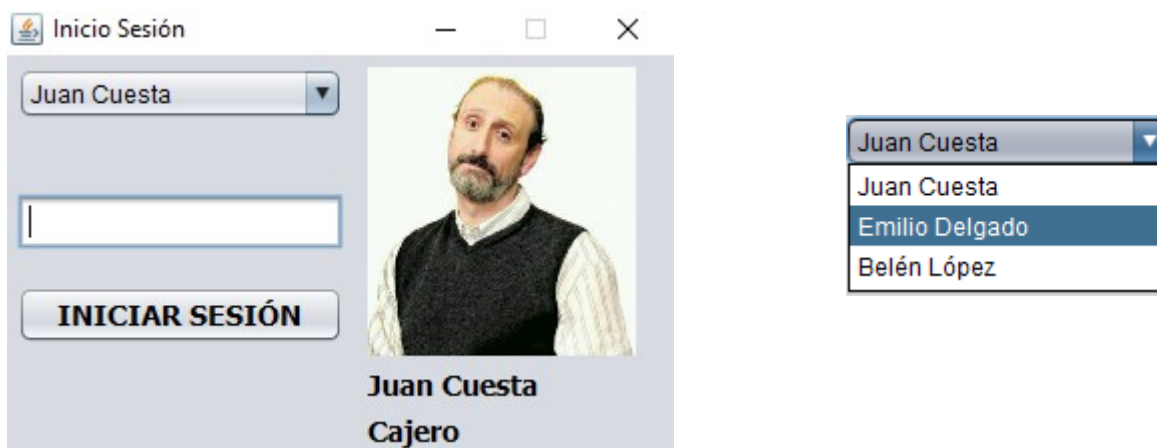 Inicio Sesión
Juan Cuesta
INICIAR SESIÓN
Juan Cuesta
Cajero
Juan Cuesta
Juan Cuesta
Emilio Delgado
Belén López